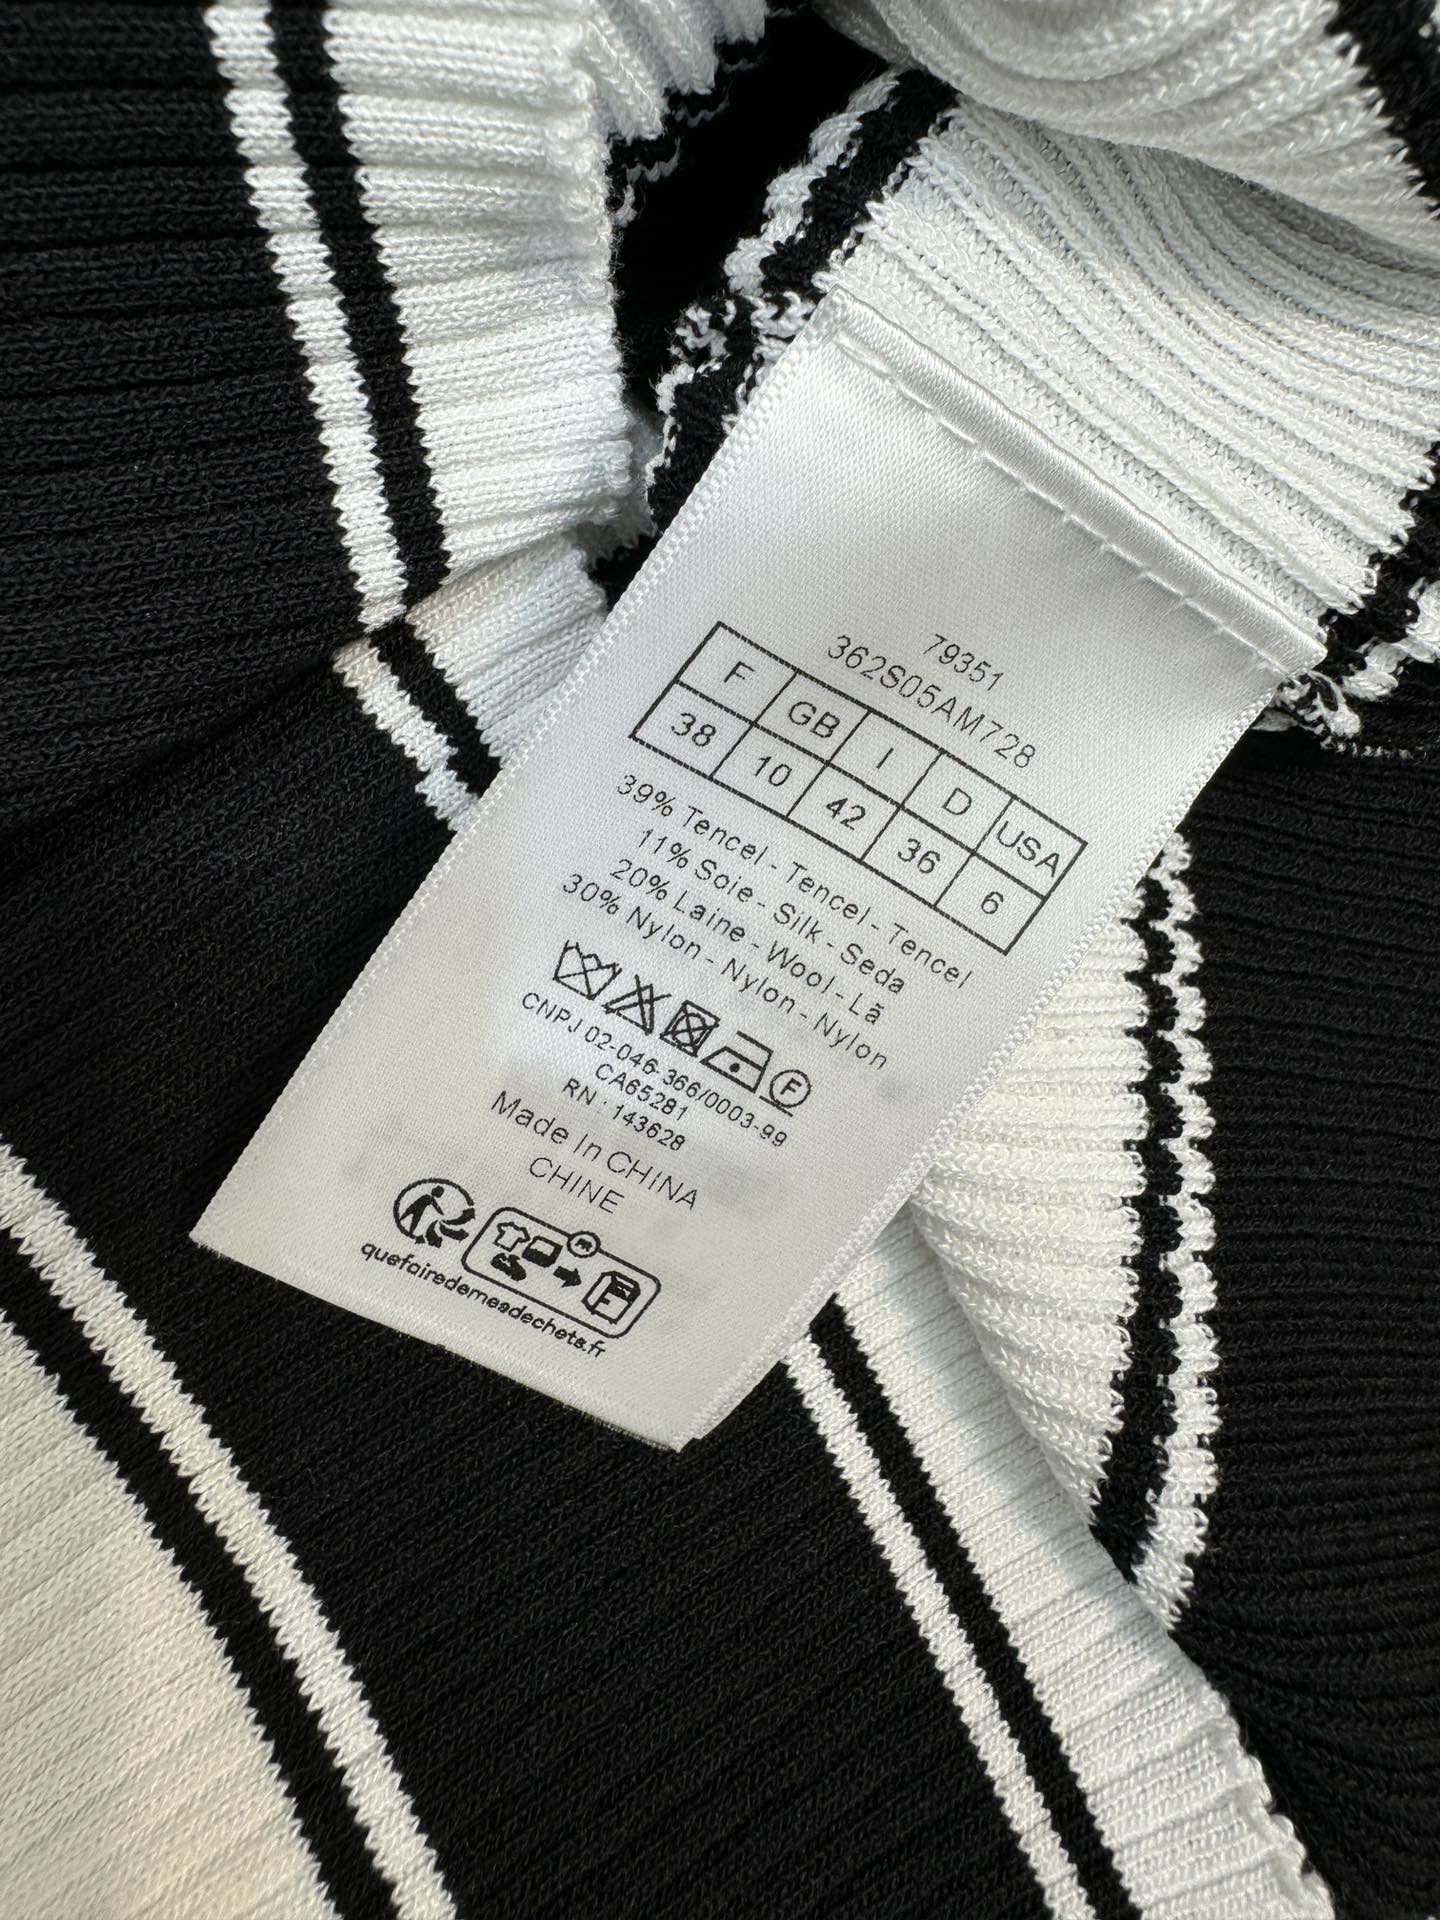 79351
362S05AM728
F GB I D USA
38 10 42 36 6
39% Tencel - Tencel - Tencel
11% Soie - Silk - Seda
20% Laine - Wool - Lã
30% Nylon - Nylon - Nylon
F
CNPJ 02-046-366/0003-99
CA65281
RN : 143628
Made In CHINA
CHINE
FR
F
quefairedemesdechets.fr